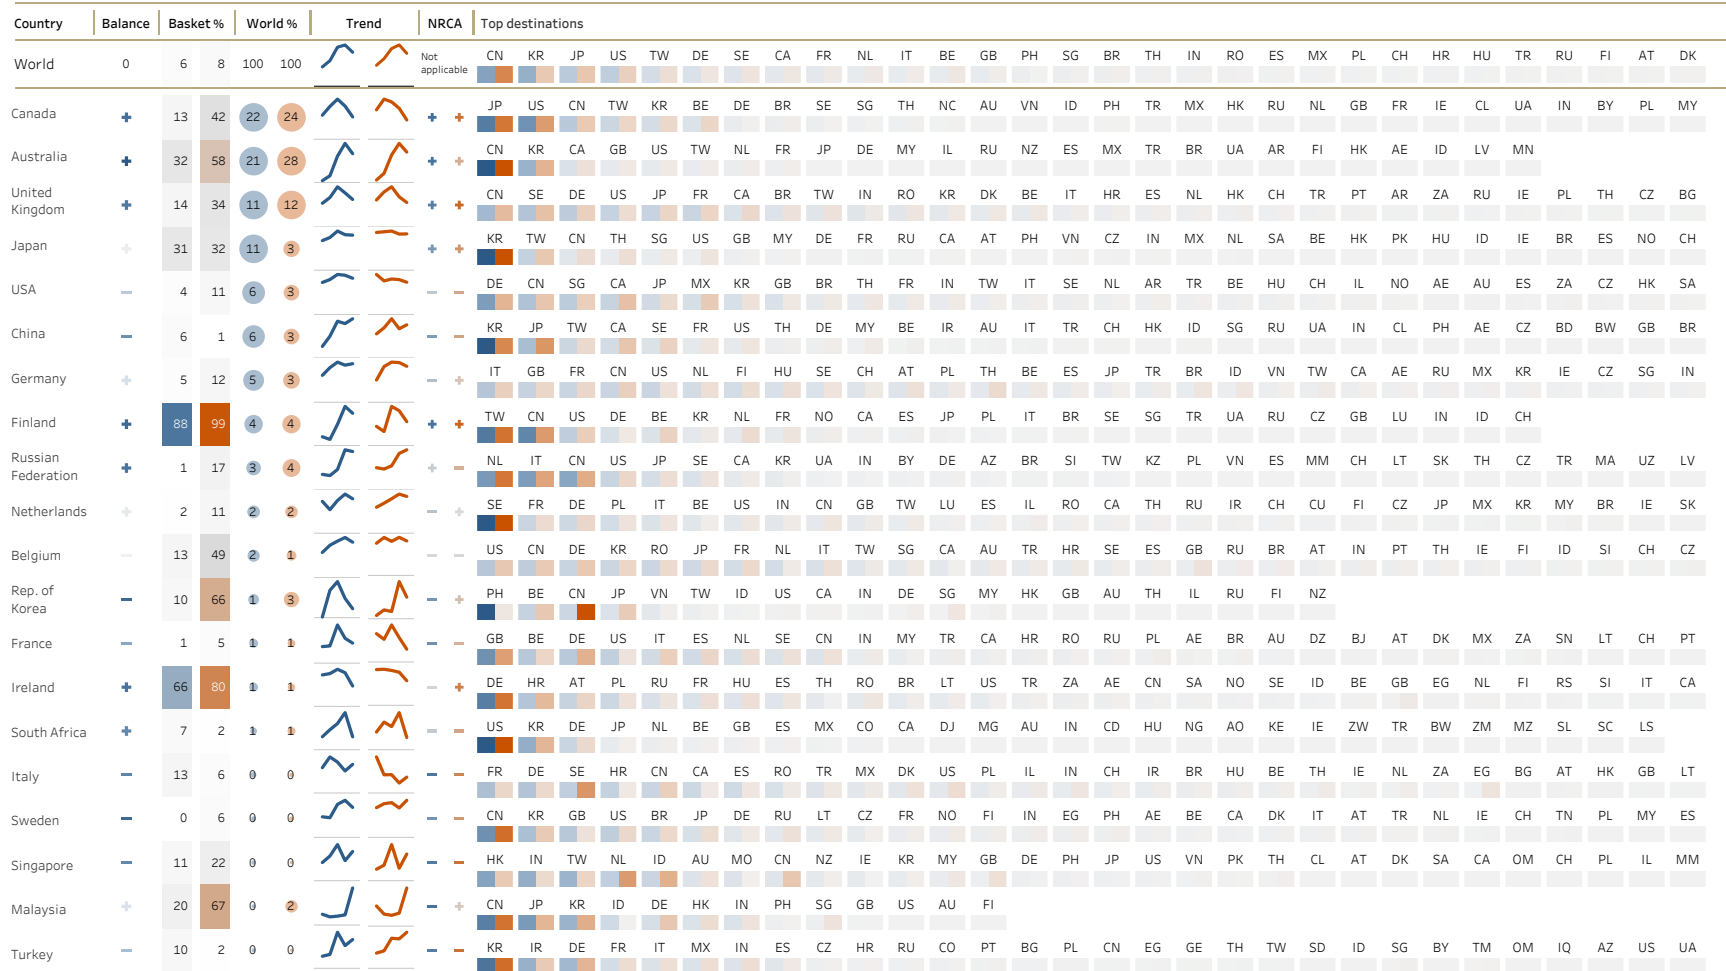 Country Balance Basket % World % Trend NRCA Top destinations
World 0 6 8 100 100 Not applicable CN KR JP US TW DE SE CA FR NL IT BE GB PH SG BR TH IN RO ES MX PL CH HR HU TR RU FI AT DK
Canada + 13 42 22 24 + + JP US CN TW KR BE DE BR SE SG TH NC AU VN ID PH TR MX HK RU NL GB FR IE CL UA IN BY PL MY
Australia + 32 58 21 28 + + CN KR CA GB US TW NL FR JP DE MY IL RU NZ ES MX TR BR UA AR FI HK AE ID LV MN
United Kingdom + 14 34 11 12 + + CN SE DE US JP FR CA BR TW IN RO KR DK BE IT HR ES NL HK CH TR PT AR ZA RU IE PL TH CZ BG
Japan + 31 32 11 3 + + KR TW CN TH SG US GB MY DE FR RU CA AT PH VN CZ IN MX NL SA BE HK PK HU ID IE BR ES NO CH
USA − 4 11 6 3 − − DE CN SG CA JP MX KR GB BR TH FR IN TW IT SE NL AR TR BE HU CH IL NO AE AU ES ZA CZ HK SA
China − 6 1 6 3 − − KR JP TW CA SE FR US TH DE MY BE IR AU IT TR CH HK ID SG RU UA IN CL PH AE CZ BD BW GB BR
Germany + 5 12 5 3 − + IT GB FR CN US NL FI HU SE CH AT PL TH BE ES JP TR BR ID VN TW CA AE RU MX KR IE CZ SG IN
Finland + 88 99 4 4 + + TW CN US DE BE KR NL FR NO CA ES JP PL IT BR SE SG TR UA RU CZ GB LU IN ID CH
Russian Federation + 1 17 3 4 + − NL IT CN US JP SE CA KR UA IN BY DE AZ BR SI TW KZ PL VN ES MM CH LT SK TH CZ TR MA UZ LV
Netherlands + 2 11 2 2 − + SE FR DE PL IT BE US IN CN GB TW LU ES IL RO CA TH RU IR CH CU FI CZ JP MX KR MY BR IE SK
Belgium − 13 49 2 1 − − US CN DE KR RO JP FR NL IT TW SG CA AU TR HR SE ES GB RU BR AT IN PT TH IE FI ID SI CH CZ
Rep. of Korea − 10 66 1 3 − + PH BE CN JP VN TW ID US CA IN DE SG MY HK GB AU TH IL RU FI NZ
France − 1 5 1 1 − − GB BE DE US IT ES NL SE CN IN MY TR CA HR RO RU PL AE BR AU DZ BJ AT DK MX ZA SN LT CH PT
Ireland + 66 80 1 1 − + DE HR AT PL RU FR HU ES TH RO BR LT US TR ZA AE CN SA NO SE ID BE GB EG NL FI RS SI IT CA
South Africa + 7 2 1 1 − − US KR DE JP NL BE GB ES MX CO CA DJ MG AU IN CD HU NG AO KE IE ZW TR BW ZM MZ SL SC LS
Italy − 13 6 0 0 − − FR DE SE HR CN CA ES RO TR MX DK US PL IL IN CH IR BR HU BE TH IE NL ZA EG BG AT HK GB LT
Sweden − 0 6 0 0 − − CN KR GB US BR JP DE RU LT CZ FR NO FI IN EG PH AE BE CA DK IT AT TR NL IE CH TN PL MY ES
Singapore − 11 22 0 0 − − HK IN TW NL ID AU MO CN NZ IE KR MY GB DE PH JP US VN PK TH CL AT DK SA CA OM CH PL IL MM
Malaysia + 20 67 0 2 − + CN JP KR ID DE HK IN PH SG GB US AU FI
Turkey − 10 2 0 0 − − KR IR DE FR IT MX IN ES CZ HR RU CO PT BG PL CN EG GE TH TW SD ID SG BY TM OM IQ AZ US UA